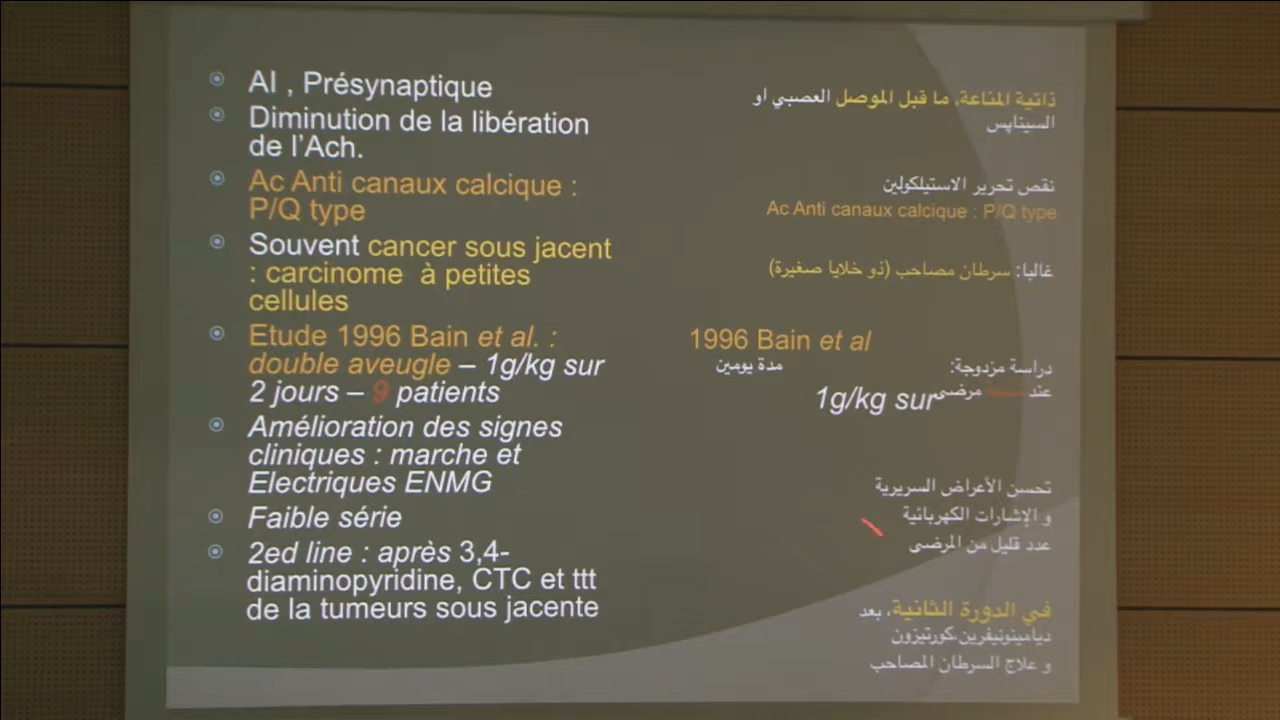 AI , Présynaptique
Diminution de la libération
de l'Ach.
Ac Anti canaux calcique :
P/Q type
Souvent cancer sous jacent
: carcinome à petites
cellules
Etude 1996 Bain et al. :
double aveugle – 1g/kg sur
2 jours – 9 patients
Amélioration des signes
cliniques : marche et
Electriques ENMG
Faible série
2ed line : après 3,4-
diaminopyridine, CTC et ttt
de la tumeurs sous jacente
ذاتية المناعة، ما قبل الموصل العصبي او
السيناپس
نقص تحرير الاستيلكولين
Ac Anti canaux calcique : P/Q type
غالبا: سرطان مصاحب (ذو خلايا صغيرة)
1996 Bain et al
دراسة مزدوجة:
مدة يومين
عند مرضى
1g/kg sur
تحسن الأعراض السريرية
و الإشارات الكهربائية
عدد قليل من المرضى
في الدورة الثانية، بعد
ديامينونيفرين،كورتيزون
و علاج السرطان المصاحب